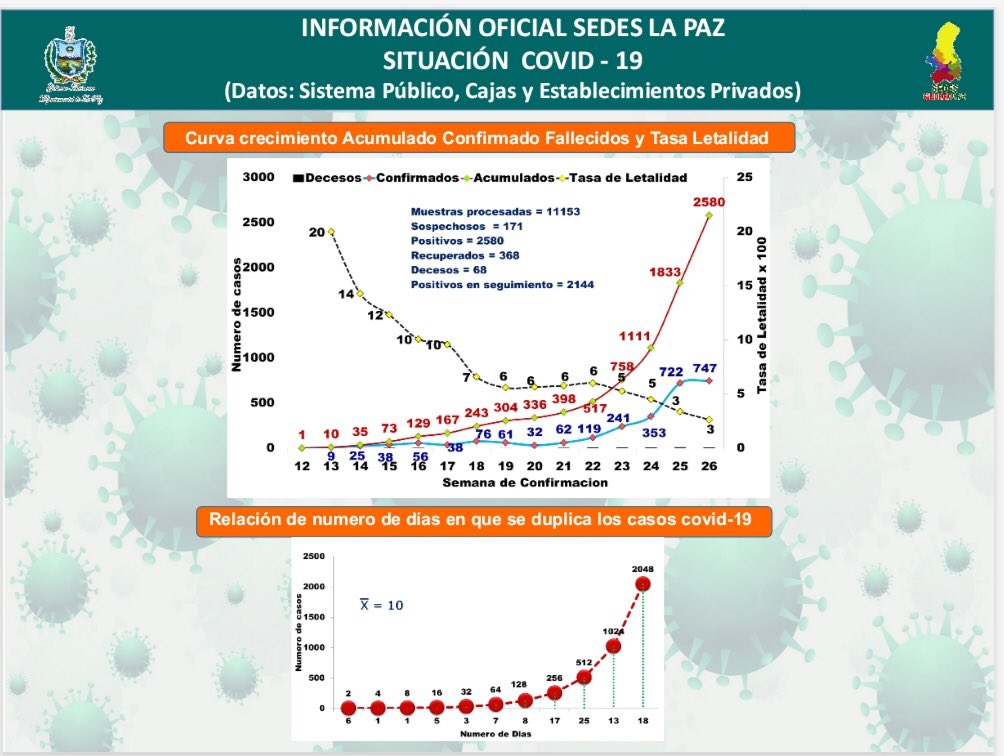 INFORMACIÓN OFICIAL SEDES LA PAZ
SITUACIÓN COVID - 19
(Datos: Sistema Público, Cajas y Establecimientos Privados)
Curva crecimiento Acumulado Confirmado Fallecidos y Tasa Letalidad
Decesos Confirmados Acumulados Tasa de Letalidad
Muestras procesadas = 11153
Sospechosos = 171
Positivos = 2580
Recuperados = 368
Decesos = 68
Positivos en seguimiento = 2144
Numero de casos
3000
2500
2000
1500
1000
500
0
Tasa de Letalidad x 100
25
20
15
10
5
0
20 14 12 10 10 7 6 6 6 6 5 5 3 3
1 10 35 73 129 167 243 304 336 398 517 758 1111 1833 2580
9 25 38 56 38 76 61 32 62 119 241 353 722 747
12 13 14 15 16 17 18 19 20 21 22 23 24 25 26
Semana de Confirmacion
Relación de numero de días en que se duplica los casos covid-19
Numero de casos
2500
2000
1500
1000
500
0
X̅ = 10
2 4 8 16 32 64 128 256 512 1024 2048
6 1 1 5 3 7 8 17 25 13 18
Numero de Dias